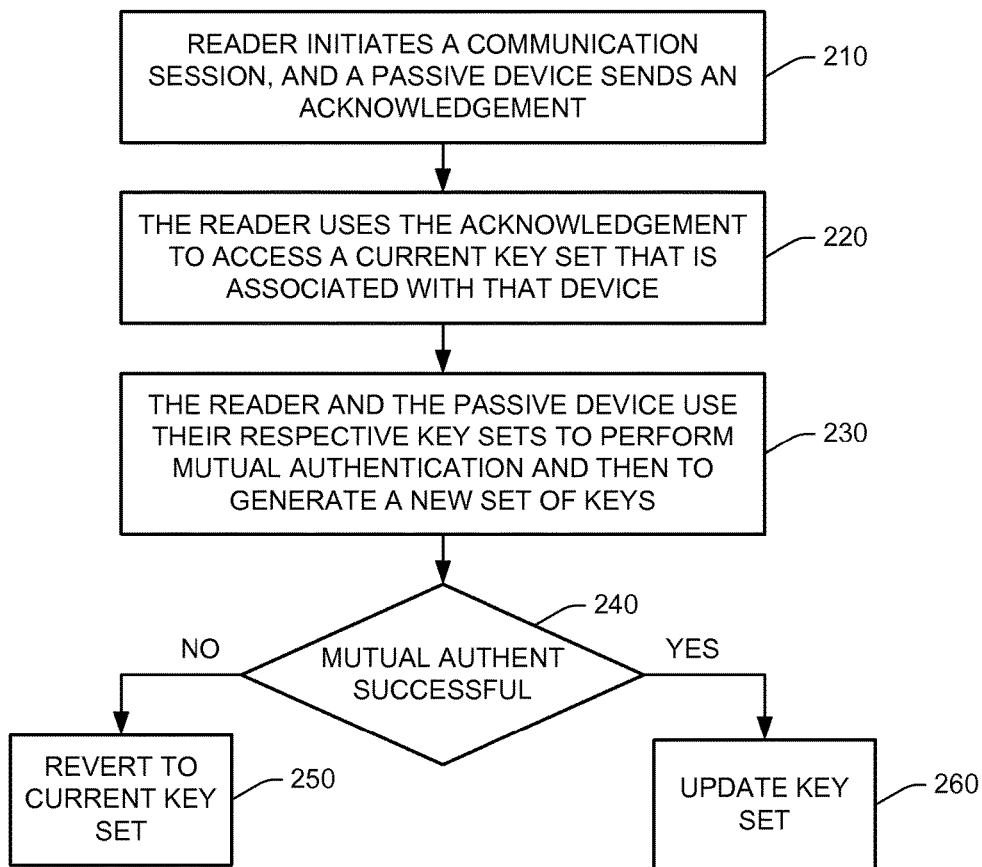 READER INITIATES A COMMUNICATION
SESSION, AND A PASSIVE DEVICE SENDS AN
ACKNOWLEDGEMENT
210
THE READER USES THE ACKNOWLEDGEMENT
TO ACCESS A CURRENT KEY SET THAT IS
ASSOCIATED WITH THAT DEVICE
220
THE READER AND THE PASSIVE DEVICE USE
THEIR RESPECTIVE KEY SETS TO PERFORM
MUTUAL AUTHENTICATION AND THEN TO
GENERATE A NEW SET OF KEYS
230
240
NO
MUTUAL AUTHENT
SUCCESSFUL
YES
REVERT TO
CURRENT KEY
SET
250
UPDATE KEY
SET
260